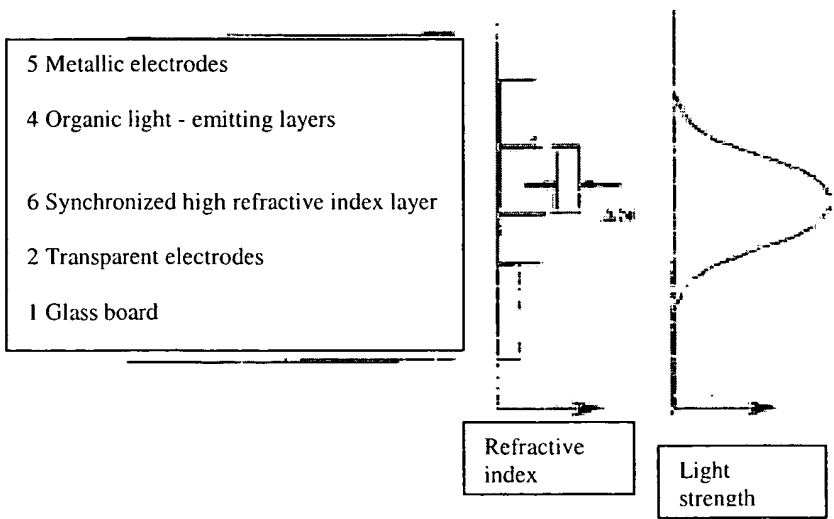 5 Metallic electrodes
4 Organic light - emitting layers
6 Synchronized high refractive index layer
2 Transparent electrodes
1 Glass board
Refractive
index
Light
strength